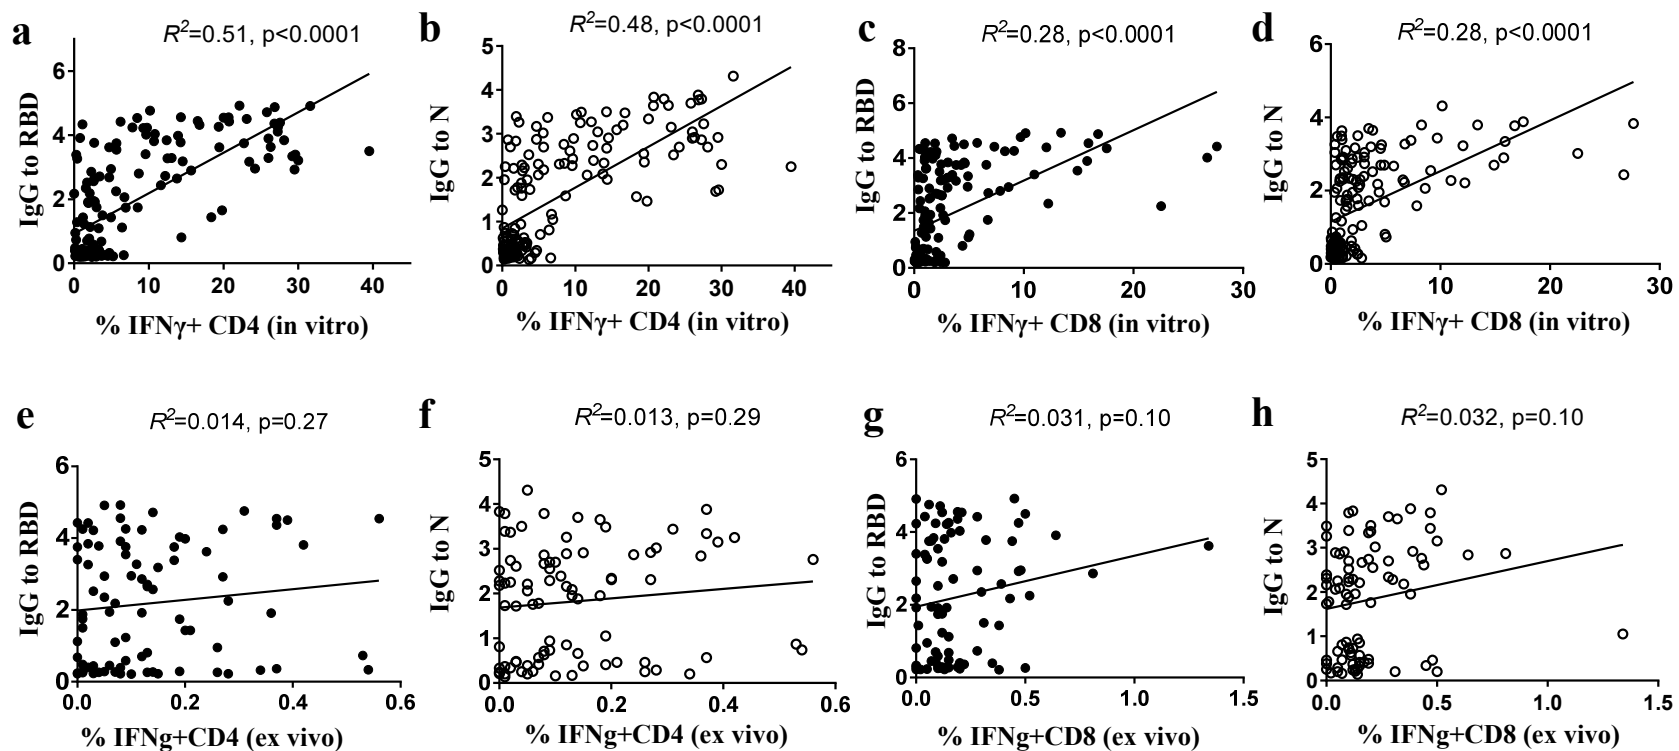 a
R²=0.51, p<0.0001
IgG to RBD
6
4
2
0
0 10 20 30 40
% IFNγ+ CD4 (in vitro)
b
R²=0.48, p<0.0001
IgG to N
5
4
3
2
1
0
0 10 20 30 40
% IFNγ+ CD4 (in vitro)
c
R²=0.28, p<0.0001
IgG to RBD
8
6
4
2
0
0 10 20 30
% IFNγ+ CD8 (in vitro)
d
R²=0.28, p<0.0001
IgG to N
6
4
2
0
0 10 20 30
% IFNγ+ CD8 (in vitro)
e
R²=0.014, p=0.27
IgG to RBD
6
4
2
0
0.0 0.2 0.4 0.6
% IFNg+CD4 (ex vivo)
f
R²=0.013, p=0.29
IgG to N
5
4
3
2
1
0
0.0 0.2 0.4 0.6
% IFNg+CD4 (ex vivo)
g
R²=0.031, p=0.10
IgG to RBD
6
4
2
0
0.0 0.5 1.0 1.5
% IFNg+CD8 (ex vivo)
h
R²=0.032, p=0.10
IgG to N
5
4
3
2
1
0
0.0 0.5 1.0 1.5
% IFNg+CD8 (ex vivo)